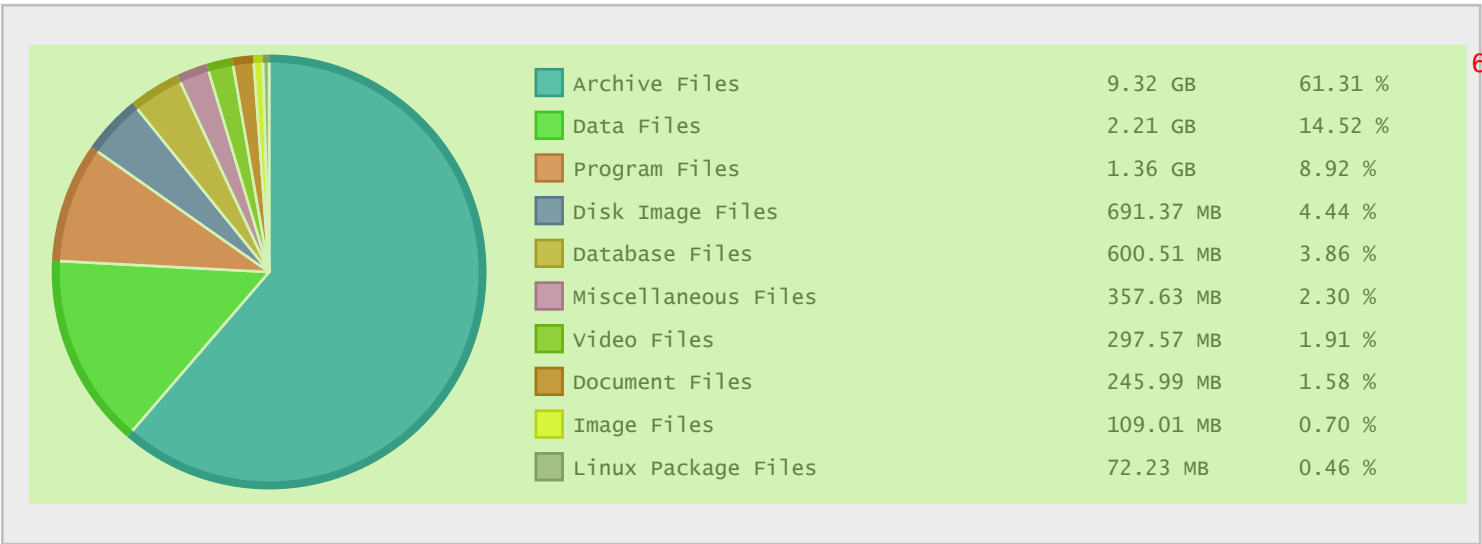 6
Archive Files 9.32 GB 61.31 %
Data Files 2.21 GB 14.52 %
Program Files 1.36 GB 8.92 %
Disk Image Files 691.37 MB 4.44 %
Database Files 600.51 MB 3.86 %
Miscellaneous Files 357.63 MB 2.30 %
Video Files 297.57 MB 1.91 %
Document Files 245.99 MB 1.58 %
Image Files 109.01 MB 0.70 %
Linux Package Files 72.23 MB 0.46 %